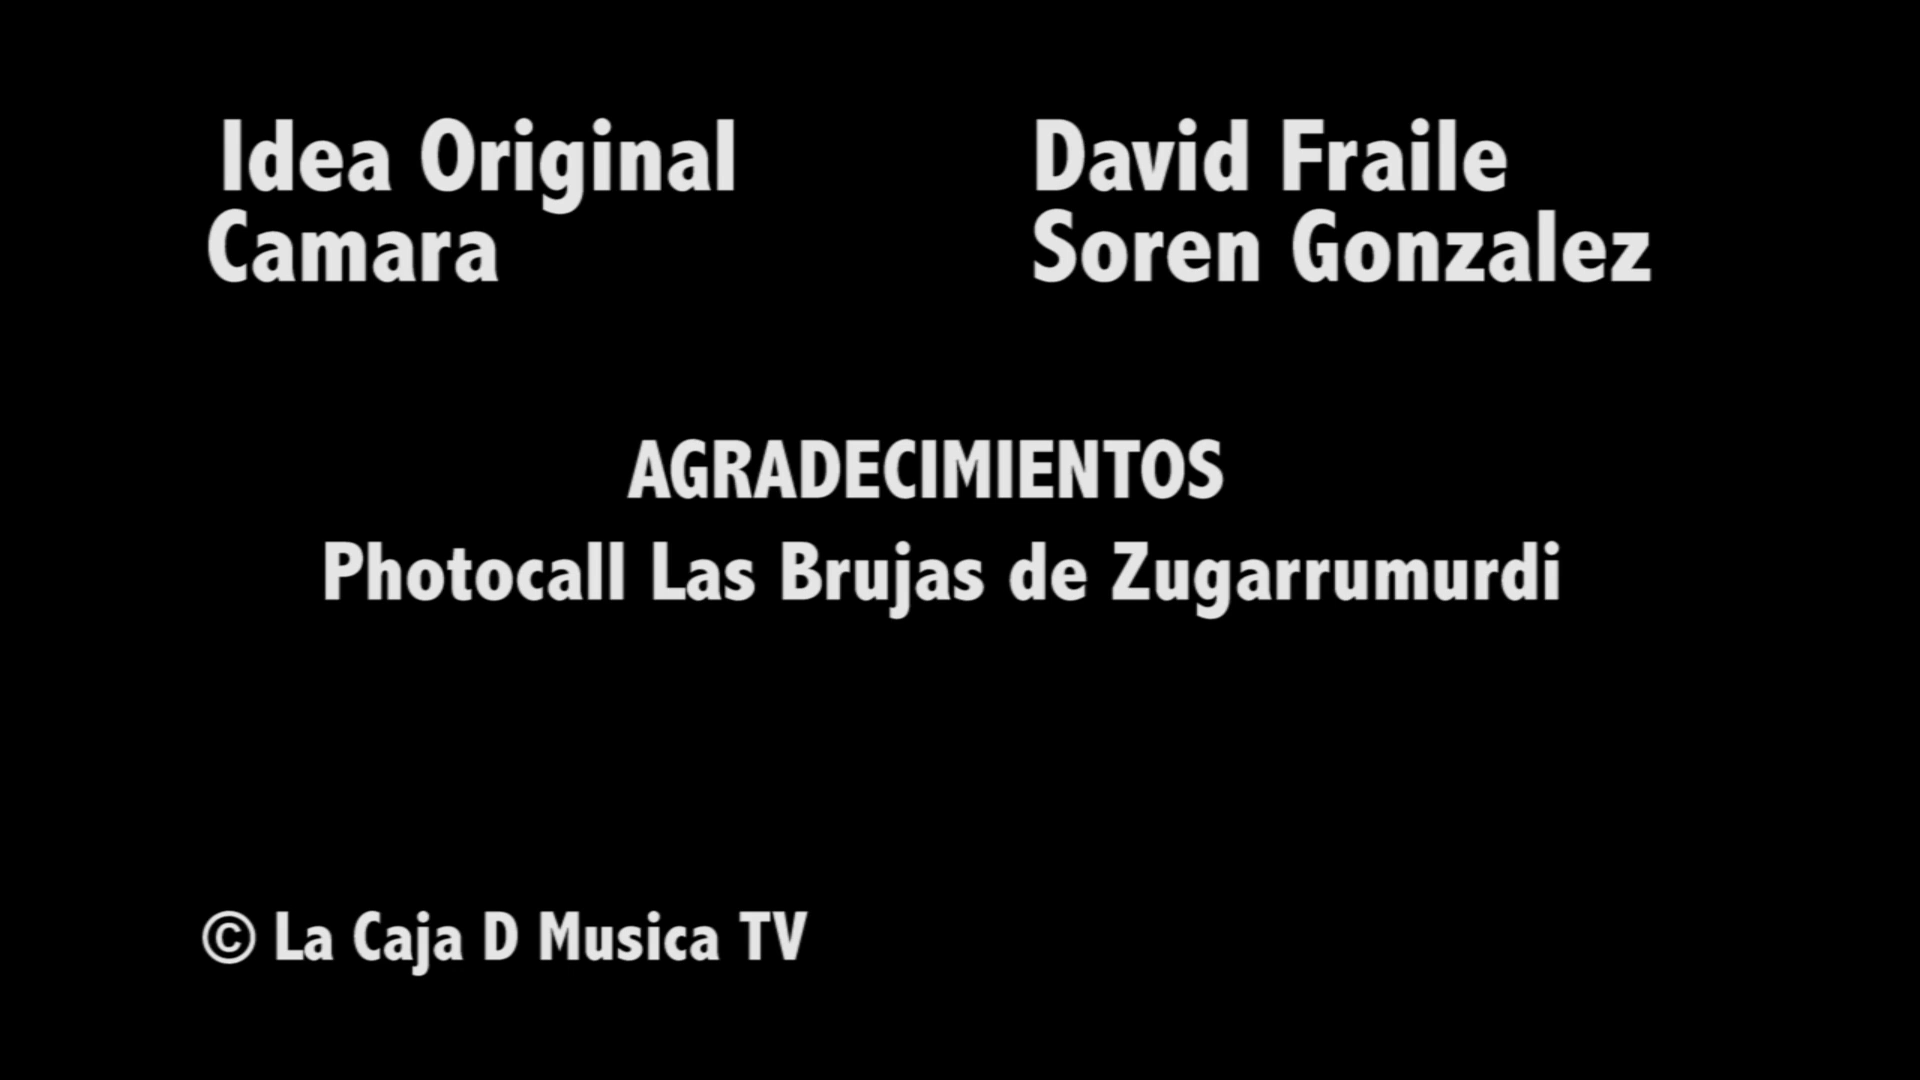 Idea Original David Fraile
Camara Soren Gonzalez
AGRADECIMIENTOS
Photocall Las Brujas de Zugarrumurdi
© La Caja D Musica TV